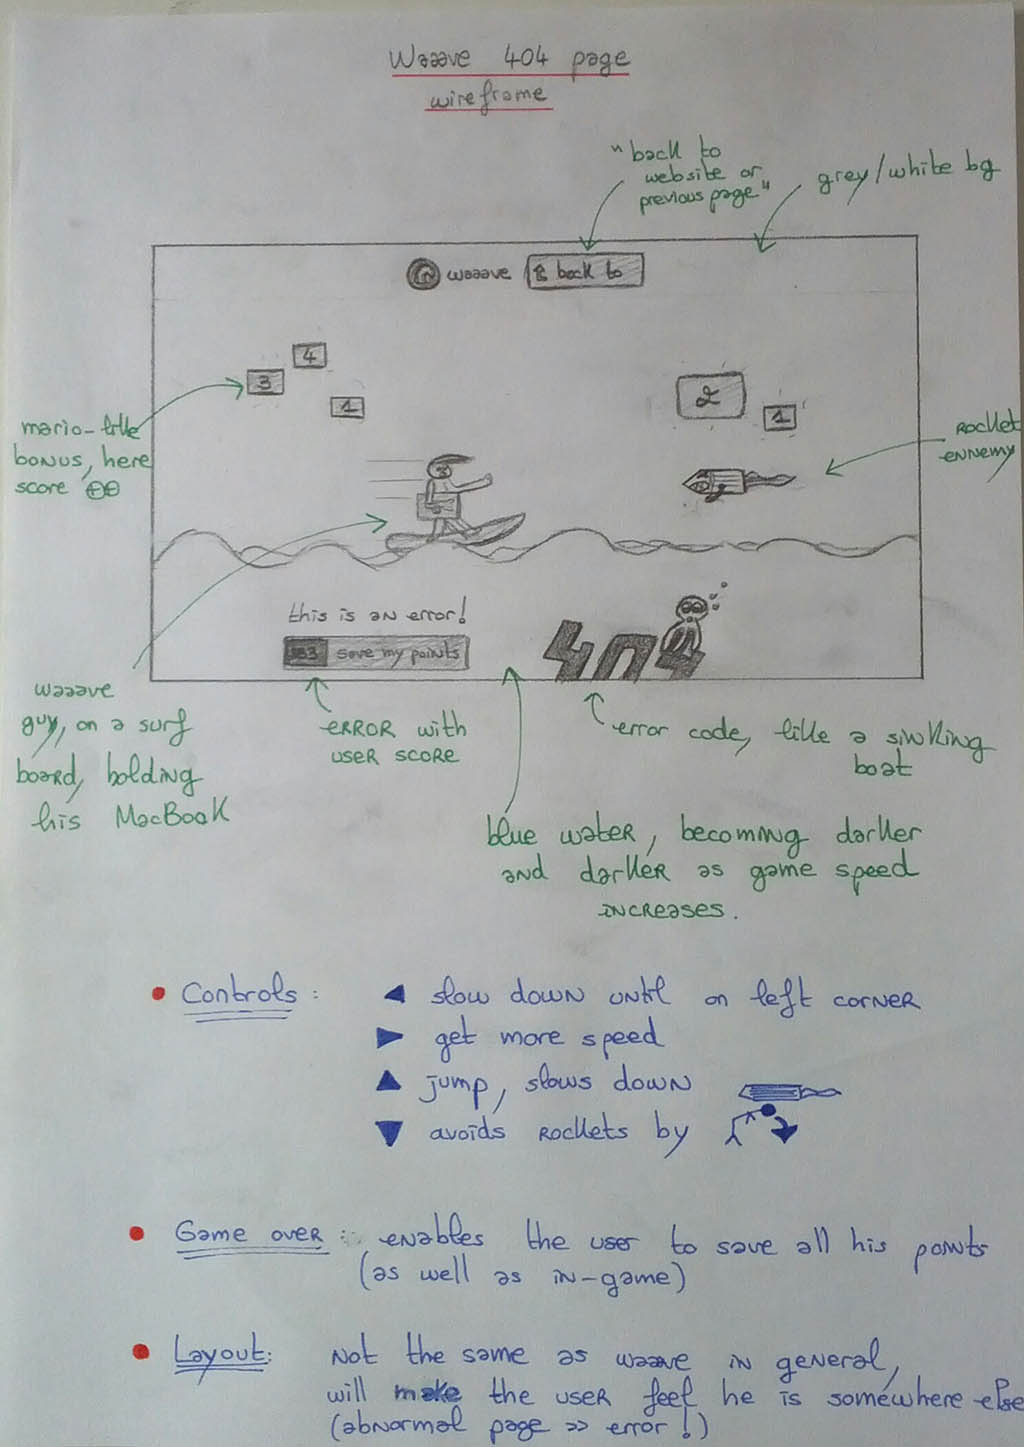 Waaave 404 page
wireframe
"back to
website or
previous page"
grey/white bg
waaave
back to
4
3
1
2
1
mario-like
bonus, here
score
rocket
ennemy
this is an error!
save my points
404
waaave
guy, on a surf
board, holding
his MacBook
error with
user score
error code, like a sinking
boat
blue water, becoming darker
and darker as game speed
increases.
• Controls : ◀ slow down until on left corner
▶ get more speed
▲ jump, slows down
▼ avoids rockets by
• Game over : enables the user to save all his points
(as well as in-game)
• Layout: not the same as waave in general,
will make the user feel he is somewhere else
(abnormal page >> error !)